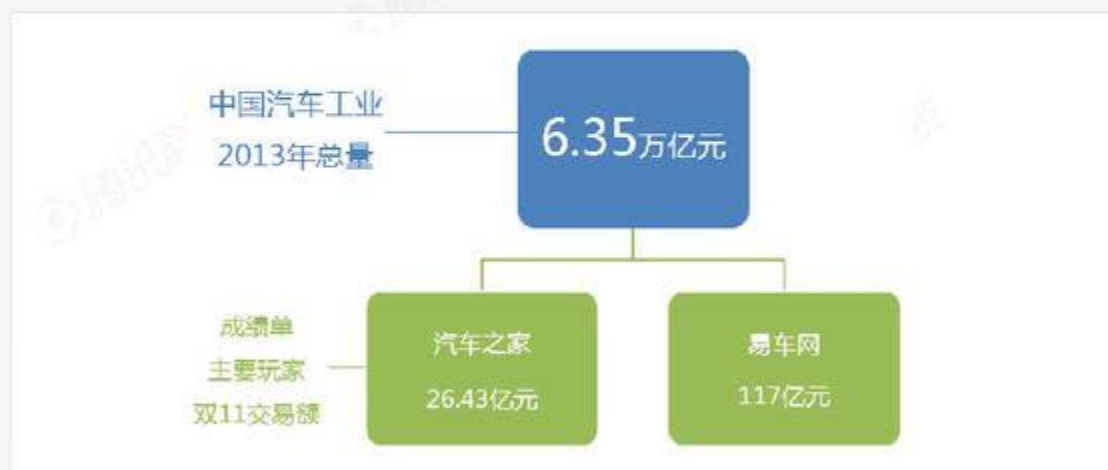 中国汽车工业
2013年总量
6.35万亿元
成绩单
主要玩家
双11交易额
汽车之家
26.43亿元
易车网
117亿元